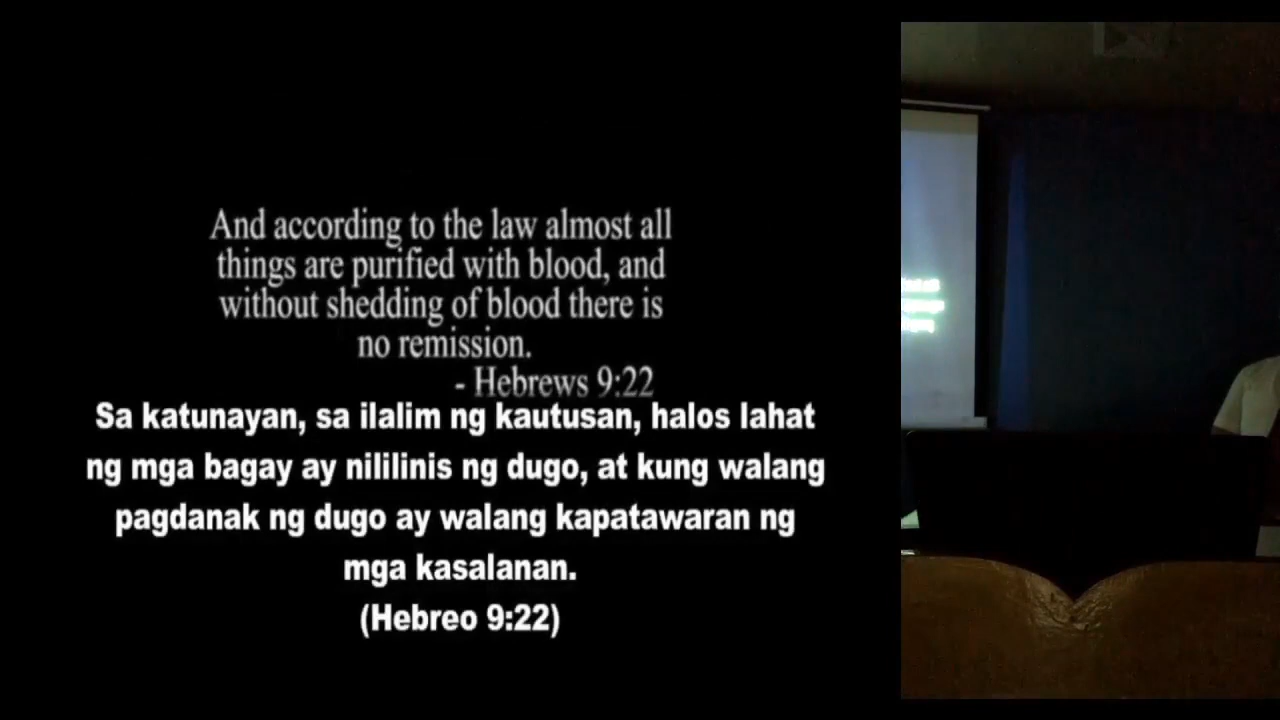 And according to the law almost all
things are purified with blood, and
without shedding of blood there is
no remission.
- Hebrews 9:22
Sa katunayan, sa ilalim ng kautusan, halos lahat
ng mga bagay ay nililinis ng dugo, at kung walang
pagdanak ng dugo ay walang kapatawaran ng
mga kasalanan.
(Hebreo 9:22)